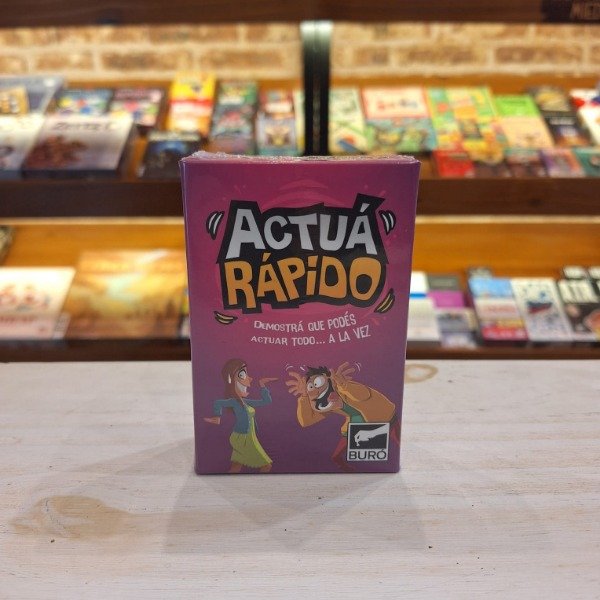 ACTUÁ
RÁPIDO
DEMOSTRÁ QUE PODÉS
ACTUAR TODO... A LA VEZ
BURÓ